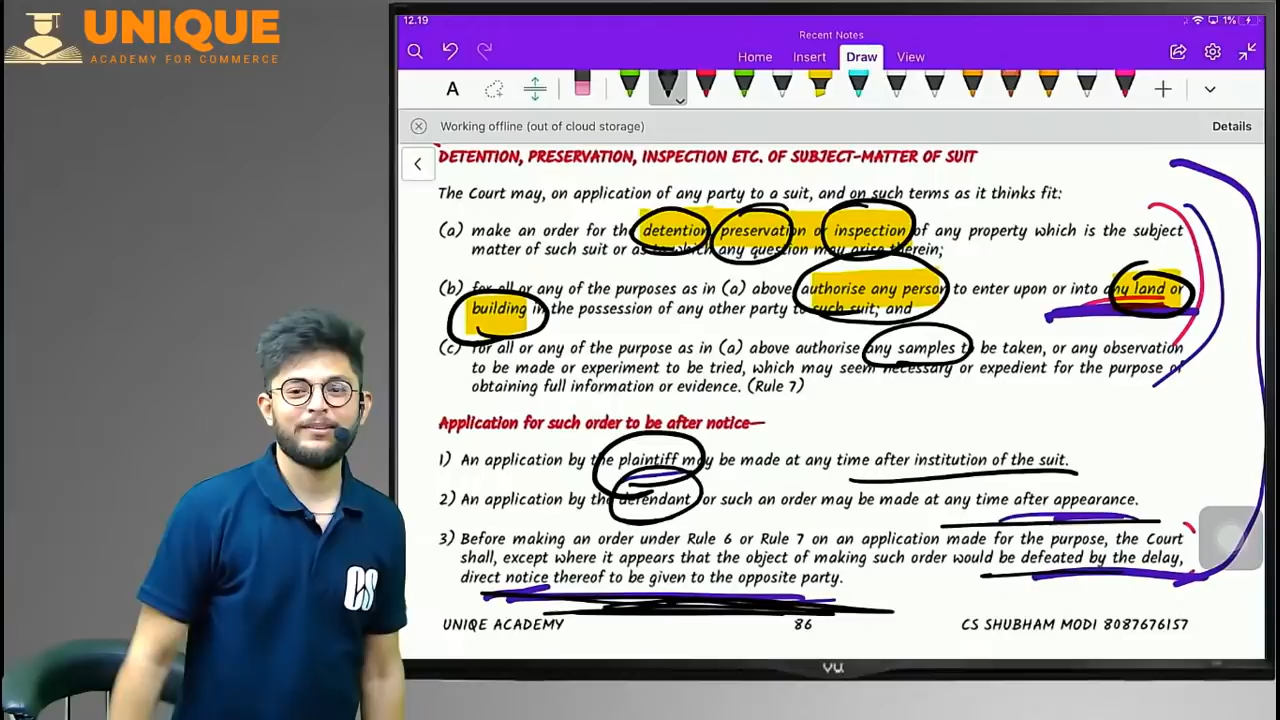 UNIQUE
ACADEMY FOR COMMERCE
12.19
1%
Recent Notes
Home Insert Draw View
A
Working offline (out of cloud storage)
Details
DETENTION, PRESERVATION, INSPECTION ETC. OF SUBJECT-MATTER OF SUIT
The Court may, on application of any party to a suit, and on such terms as it thinks fit:
(a) make an order for the detention, preservation or inspection of any property which is the subject
matter of such suit or as to which any question may arise therein;
(b) for all or any of the purposes as in (a) above authorise any person to enter upon or into any land or
building in the possession of any other party to such suit; and
(c) for all or any of the purpose as in (a) above authorise any samples to be taken, or any observation
to be made or experiment to be tried, which may seem necessary or expedient for the purpose of
obtaining full information or evidence. (Rule 7)
Application for such order to be after notice—
1) An application by the plaintiff may be made at any time after institution of the suit.
2) An application by the defendant for such an order may be made at any time after appearance.
3) Before making an order under Rule 6 or Rule 7 on an application made for the purpose, the Court
shall, except where it appears that the object of making such order would be defeated by the delay,
direct notice thereof to be given to the opposite party.
UNIQE ACADEMY 86 CS SHUBHAM MODI 8087676157
CS
VU